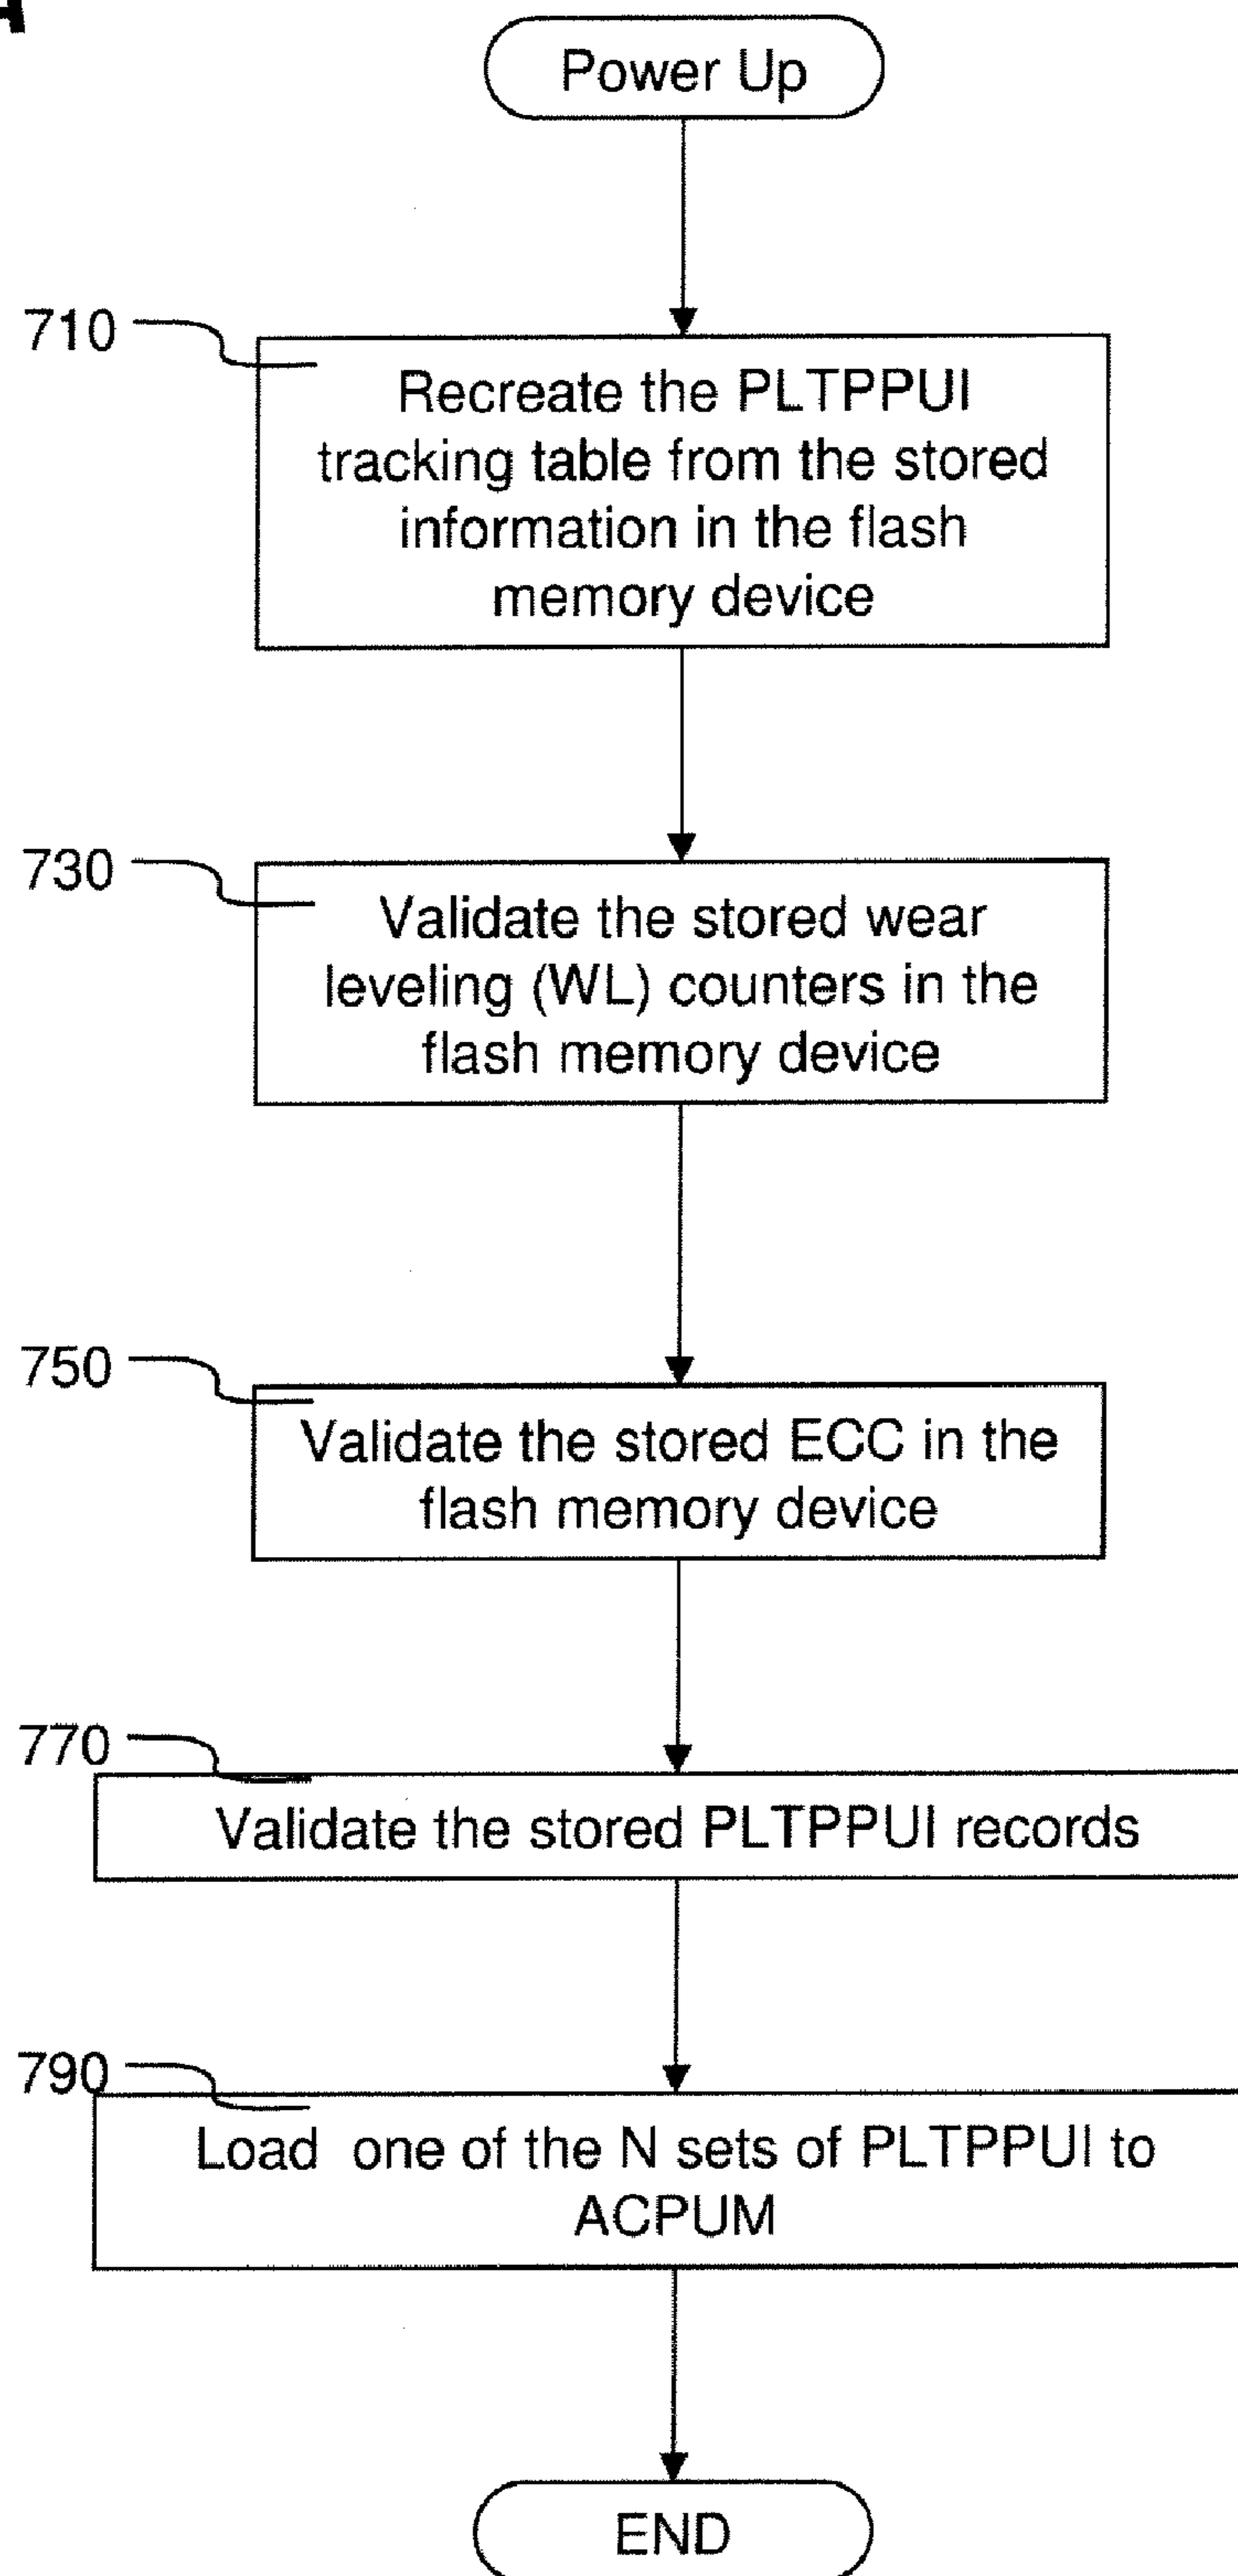 Power Up
710
Recreate the PLTPPUI
tracking table from the stored
information in the flash
memory device
730
Validate the stored wear
leveling (WL) counters in the
flash memory device
750
Validate the stored ECC in the
flash memory device
770
Validate the stored PLTPPUI records
790
Load one of the N sets of PLTPPUI to
ACPUM
END